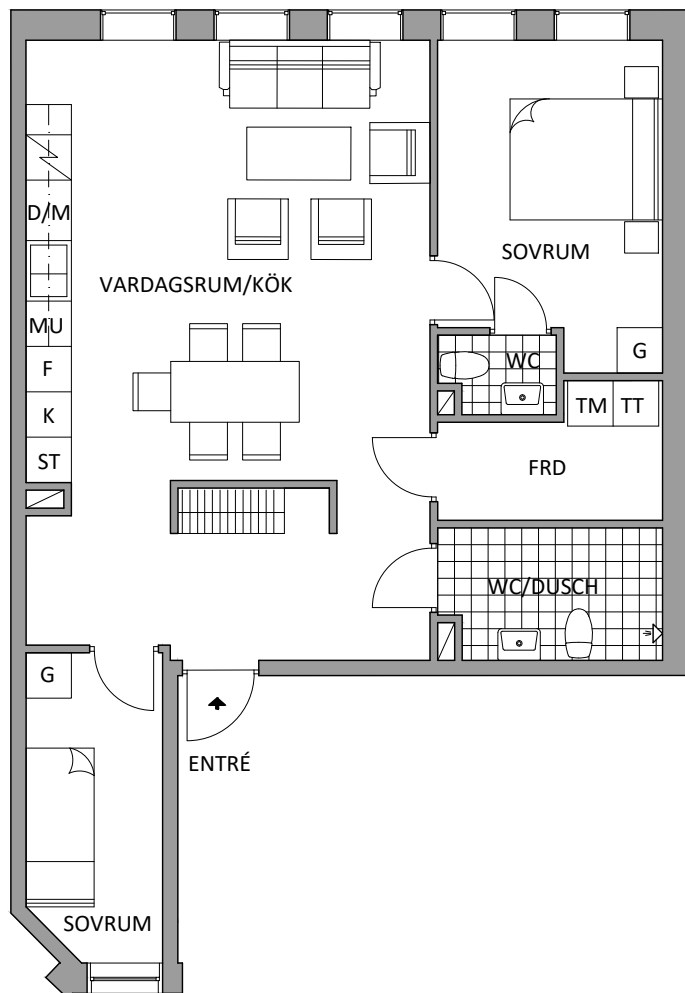 D/M
SOVRUM
VARDAGSRUM/KÖK
MU
WC
G
F
K
TM
TT
ST
FRD
WC/DUSCH
G
ENTRÉ
SOVRUM